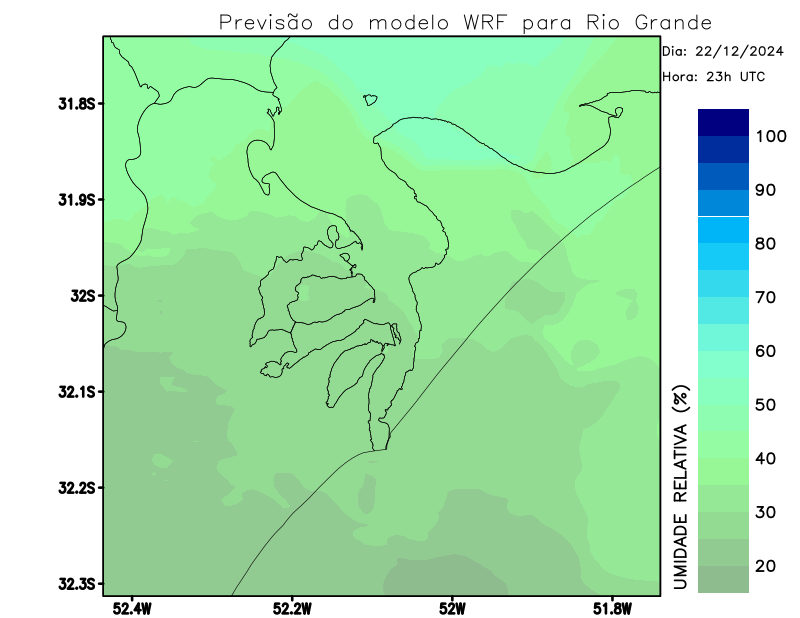 Previsão do modelo WRF para Rio Grande
Dia: 22/12/2024
Hora: 23h UTC
31.8S
31.9S
32S
32.1S
32.2S
32.3S
52.4W
52.2W
52W
51.8W
100
90
80
70
60
50
40
30
20
UMIDADE RELATIVA (%)